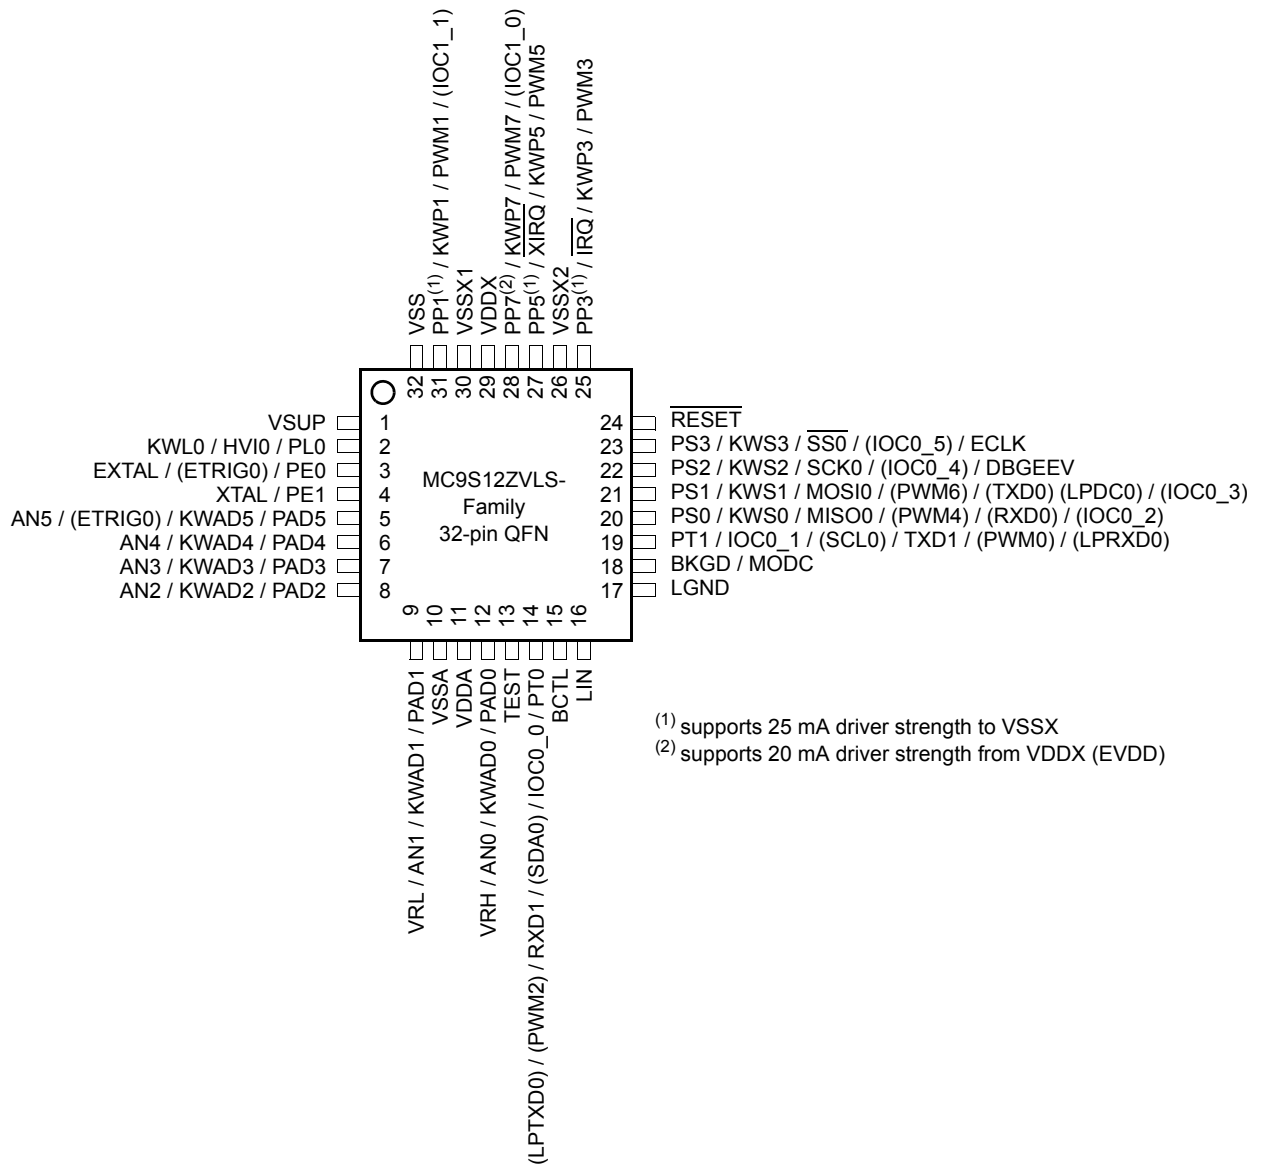 VSS
PP1(1) / KWP1 / PWM1 / (IOC1_1)
VSSX1
VDDX
PP7(2) / KWP7 / PWM7 / (IOC1_0)
PP5(1) / XIRQ / KWP5 / PWM5
VSSX2
PP3(1) / IRQ / KWP3 / PWM3
32
31
30
29
28
27
26
25
VSUP 1
KWL0 / HVI0 / PL0 2
EXTAL / (ETRIG0) / PE0 3
XTAL / PE1 4
AN5 / (ETRIG0) / KWAD5 / PAD5 5
AN4 / KWAD4 / PAD4 6
AN3 / KWAD3 / PAD3 7
AN2 / KWAD2 / PAD2 8
MC9S12ZVLS-
Family
32-pin QFN
24 RESET
23 PS3 / KWS3 / SS0 / (IOC0_5) / ECLK
22 PS2 / KWS2 / SCK0 / (IOC0_4) / DBGEEV
21 PS1 / KWS1 / MOSI0 / (PWM6) / (TXD0) (LPDC0) / (IOC0_3)
20 PS0 / KWS0 / MISO0 / (PWM4) / (RXD0) / (IOC0_2)
19 PT1 / IOC0_1 / (SCL0) / TXD1 / (PWM0) / (LPRXD0)
18 BKGD / MODC
17 LGND
9
10
11
12
13
14
15
16
VRL / AN1 / KWAD1 / PAD1
VSSA
VDDA
VRH / AN0 / KWAD0 / PAD0
TEST
(LPTXD0) / (PWM2) / RXD1 / (SDA0) / IOC0_0 / PT0
BCTL
LIN
(1) supports 25 mA driver strength to VSSX
(2) supports 20 mA driver strength from VDDX (EVDD)